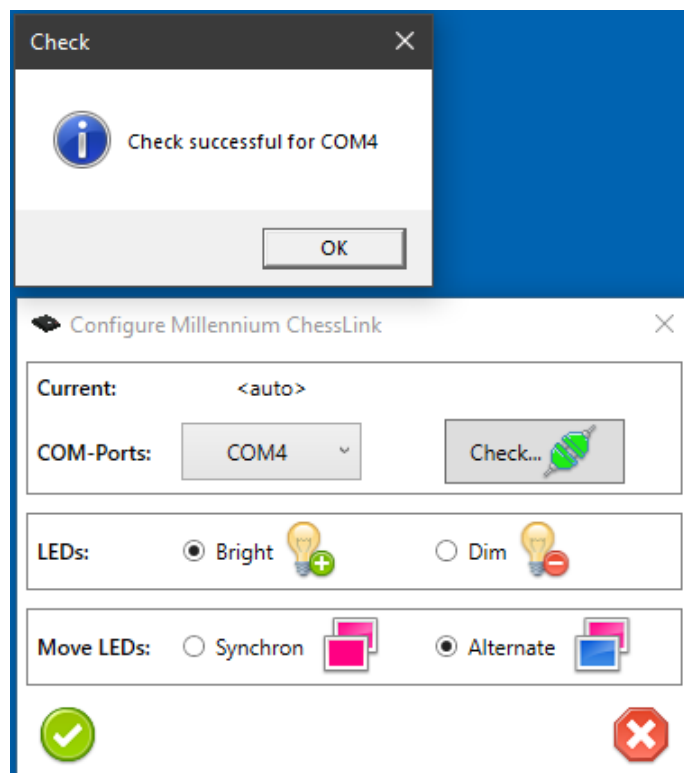 Check
Check successful for COM4
OK
Configure Millennium ChessLink
Current: <auto>
COM-Ports: COM4 Check...
LEDs: Bright Dim
Move LEDs: Synchron Alternate